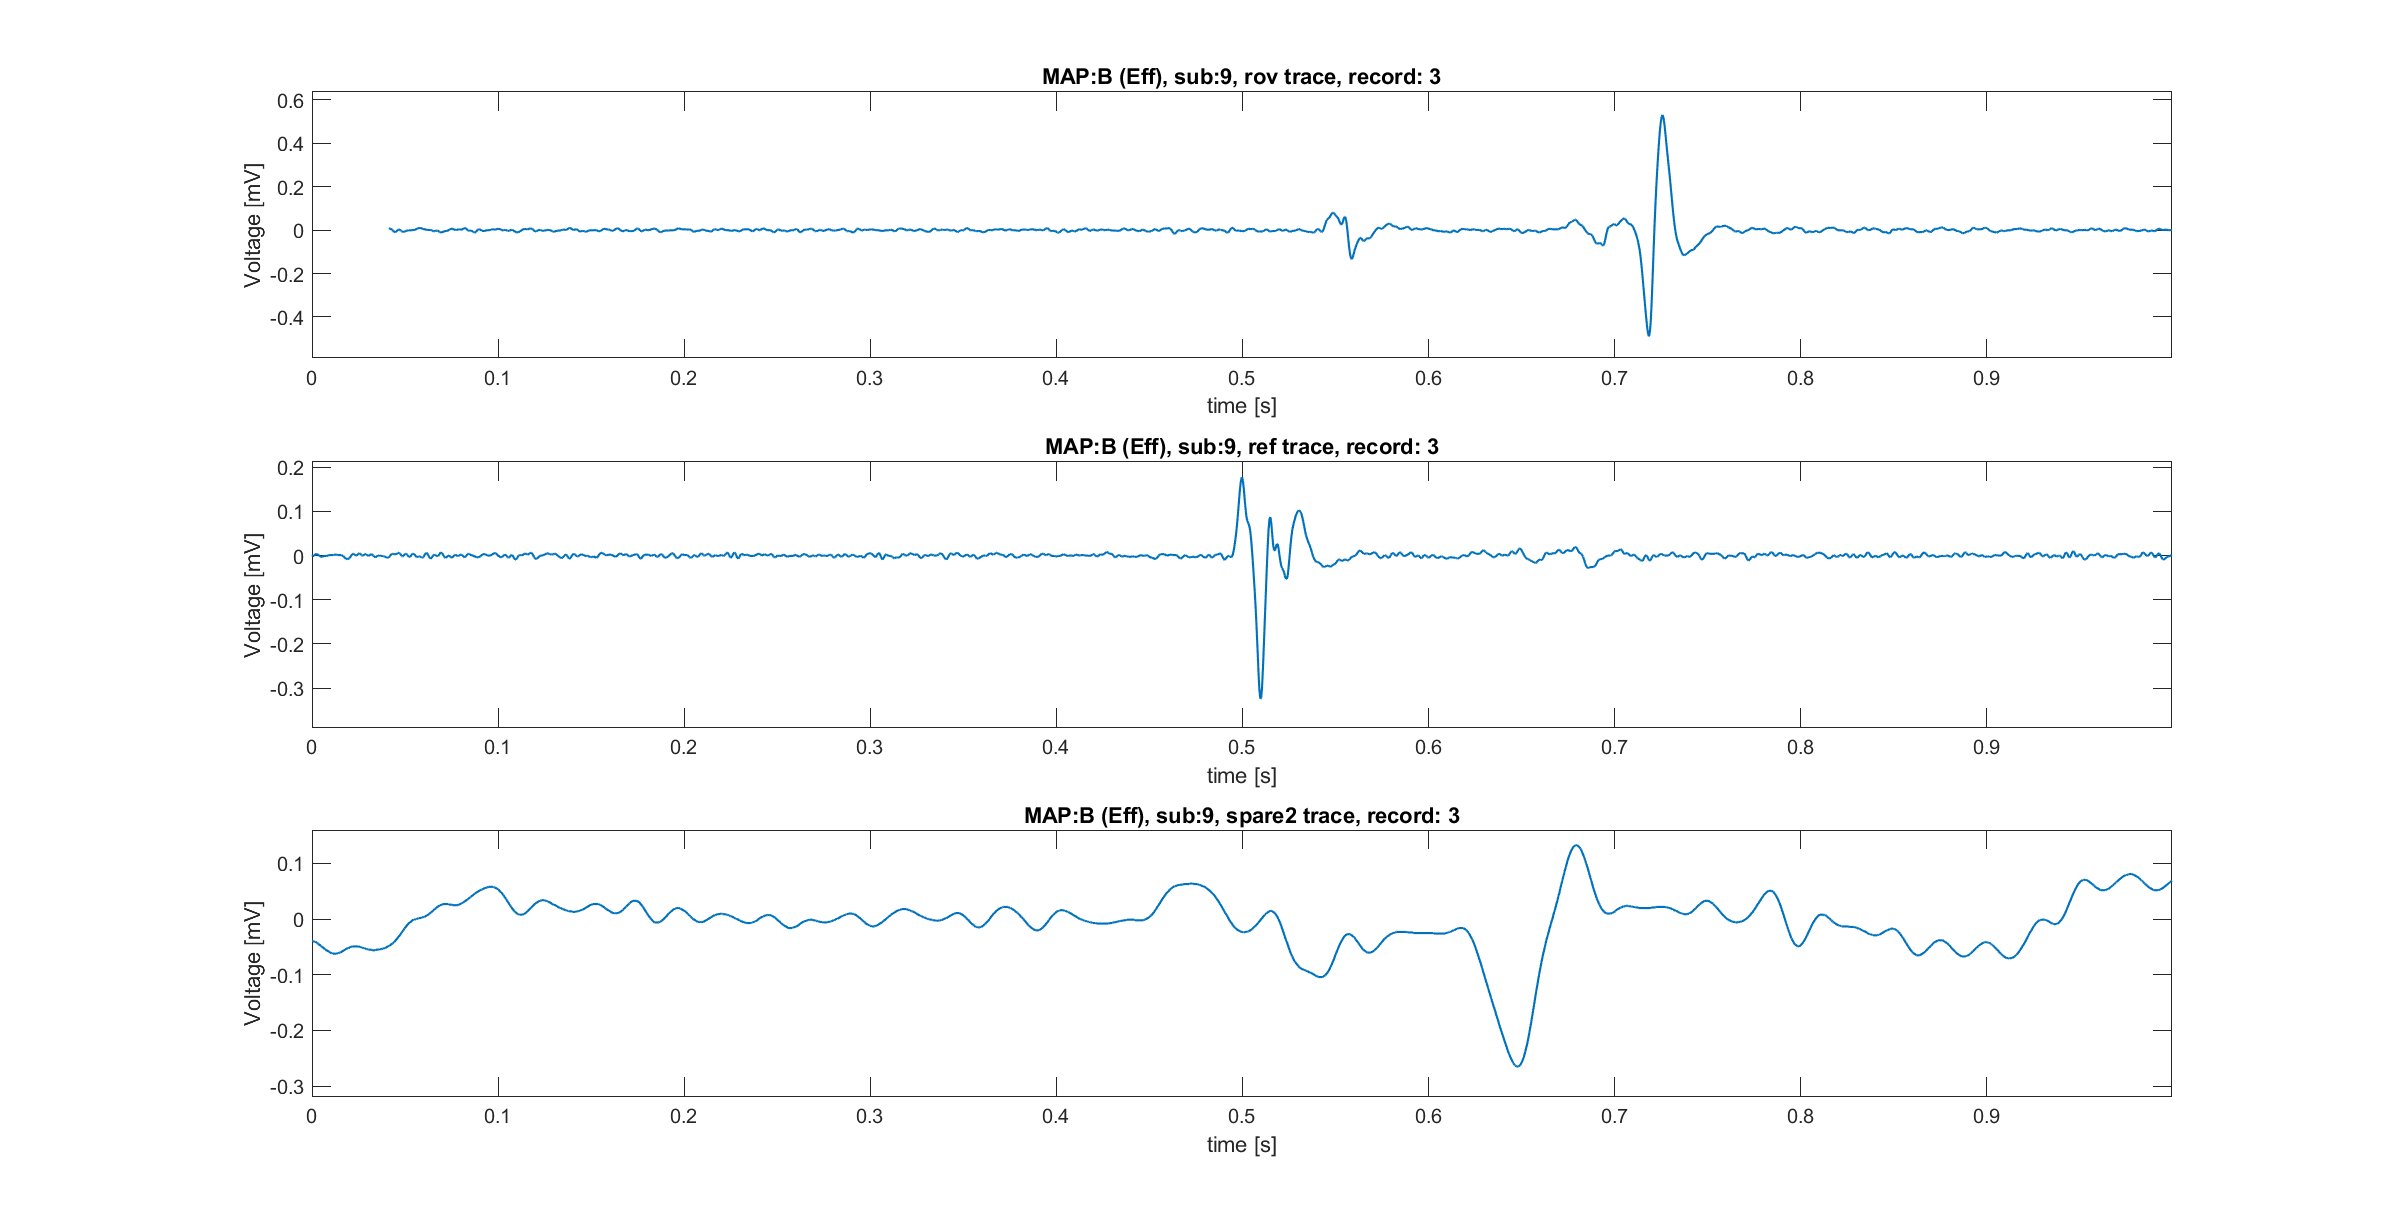 MAP:B (Eff), sub:9, rov trace, record: 3
0.6
0.4
0.2
0
-0.2
-0.4
Voltage [mV]
0 0.1 0.2 0.3 0.4 0.5 0.6 0.7 0.8 0.9
time [s]
MAP:B (Eff), sub:9, ref trace, record: 3
0.2
0.1
0
-0.1
-0.2
-0.3
Voltage [mV]
0 0.1 0.2 0.3 0.4 0.5 0.6 0.7 0.8 0.9
time [s]
MAP:B (Eff), sub:9, spare2 trace, record: 3
0.1
0
-0.1
-0.2
-0.3
Voltage [mV]
0 0.1 0.2 0.3 0.4 0.5 0.6 0.7 0.8 0.9
time [s]